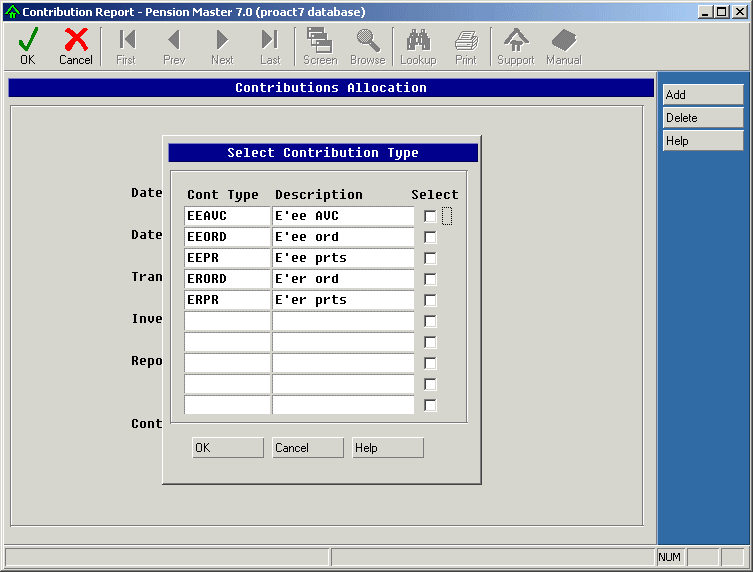 Contribution Report - Pension Master 7.0 (proact7 database)
OK Cancel First Prev Next Last Screen Browse Lookup Print Support Manual
Contributions Allocation
Add
Delete
Help
Select Contribution Type
Cont Type Description Select
Date
EEAVC E'ee AVC
Date
EEORD E'ee ord
EEPR E'ee prts
Tran
ERORD E'er ord
ERPR E'er prts
Inve
Repo
Cont
OK Cancel Help
NUM